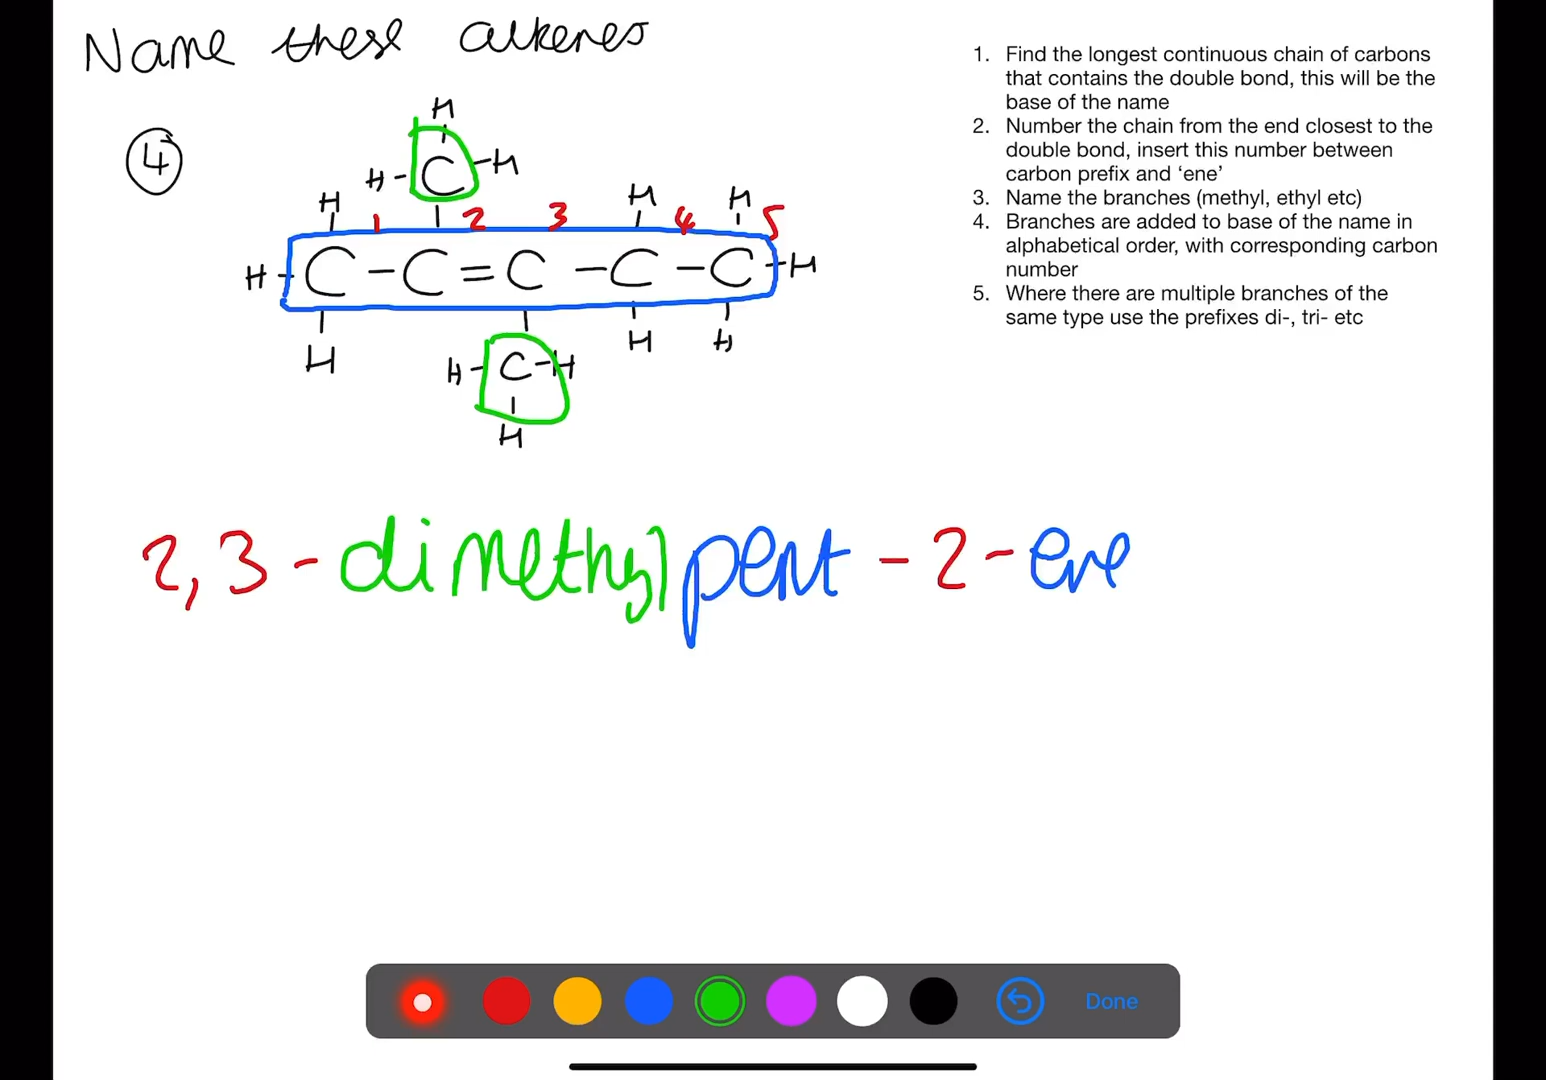 Name these alkenes
1. Find the longest continuous chain of carbons
that contains the double bond, this will be the
base of the name
2. Number the chain from the end closest to the
double bond, insert this number between
carbon prefix and ‘ene’
3. Name the branches (methyl, ethyl etc)
4. Branches are added to base of the name in
alphabetical order, with corresponding carbon
number
5. Where there are multiple branches of the
same type use the prefixes di-, tri- etc
4
H
H - C - H
H 1 2 3 H 4 H 5
H - C - C = C - C - C - H
H H H
H - C - H
H
2,3 - dimethyl pent - 2 - ene
Done